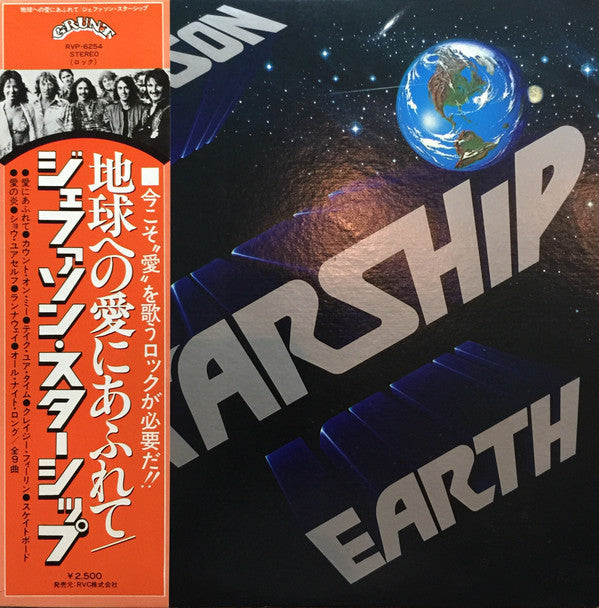 地球への愛にあふれて/ジェファソン・スターシップ
GRUNT
RVP-6254
STEREO
(ロック)
■今こそ“愛”を歌うロックが必要だ!!
地球への愛にあふれて/
ジェファソン・スターシップ
●愛にあふれて●カウント・オン・ミー●テイク・ユア・タイム●クレイジー・フィーリン●スケイトボード
●愛の炎●ショウ・ユアセルフ●ランナウェイ●オール・ナイト・ロング/全9曲
¥2,500
発売元:RVC株式会社
SON
TARSHIP
EARTH